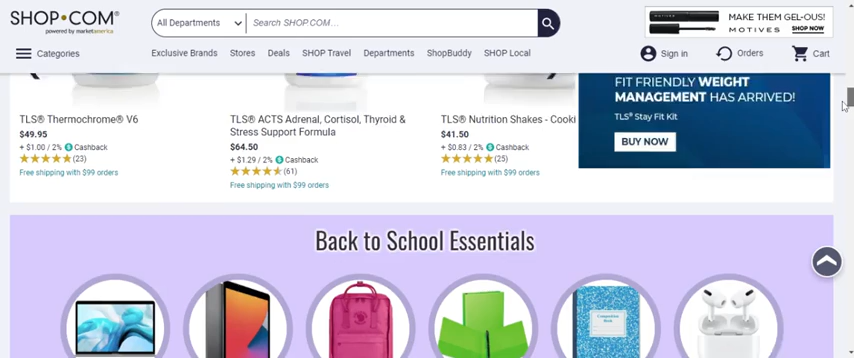 SHOP•COM®
powered by marketamerica
All Departments
Search SHOP.COM...
MOTIVES
MAKE THEM GEL-OUS!
MOTIVES SHOP NOW
Categories
Exclusive Brands
Stores
Deals
SHOP Travel
Departments
ShopBuddy
SHOP Local
Sign in
Orders
Cart
TLS® Thermochrome® V6
$49.95
+ $1.00 / 2% Cashback
(23)
Free shipping with $99 orders
TLS® ACTS Adrenal, Cortisol, Thyroid &
Stress Support Formula
$64.50
+ $1.29 / 2% Cashback
(61)
Free shipping with $99 orders
TLS® Nutrition Shakes - Cooki
$41.50
+ $0.83 / 2% Cashback
(25)
Free shipping with $99 orders
FIT FRIENDLY WEIGHT
MANAGEMENT HAS ARRIVED!
TLS® Stay Fit Kit
BUY NOW
Back to School Essentials
Composition
Book